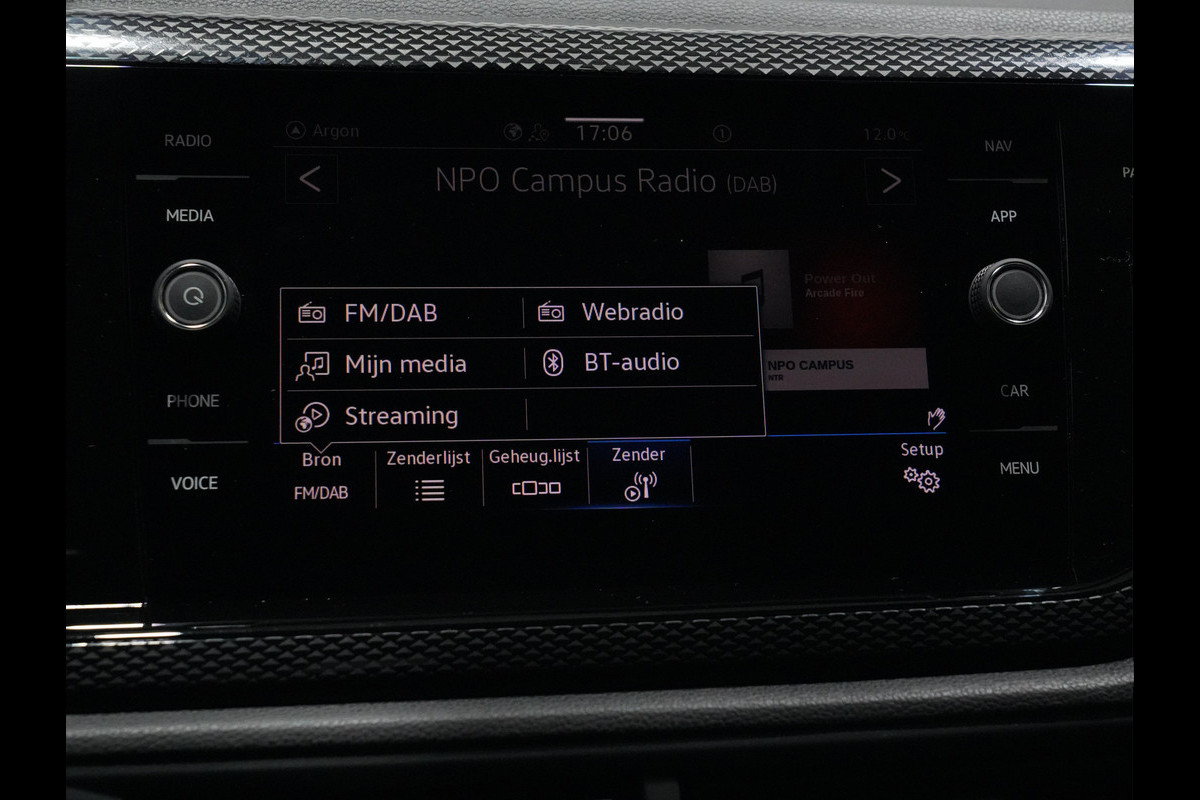 RADIO
MEDIA
PHONE
VOICE
Argon
17:06
1
12.0°C
NPO Campus Radio (DAB)
Power Out
Arcade Fire
FM/DAB
Webradio
Mijn media
BT-audio
Streaming
NPO CAMPUS
NTR
Bron
FM/DAB
Zenderlijst
Geheug.lijst
Zender
Setup
NAV
APP
CAR
MENU